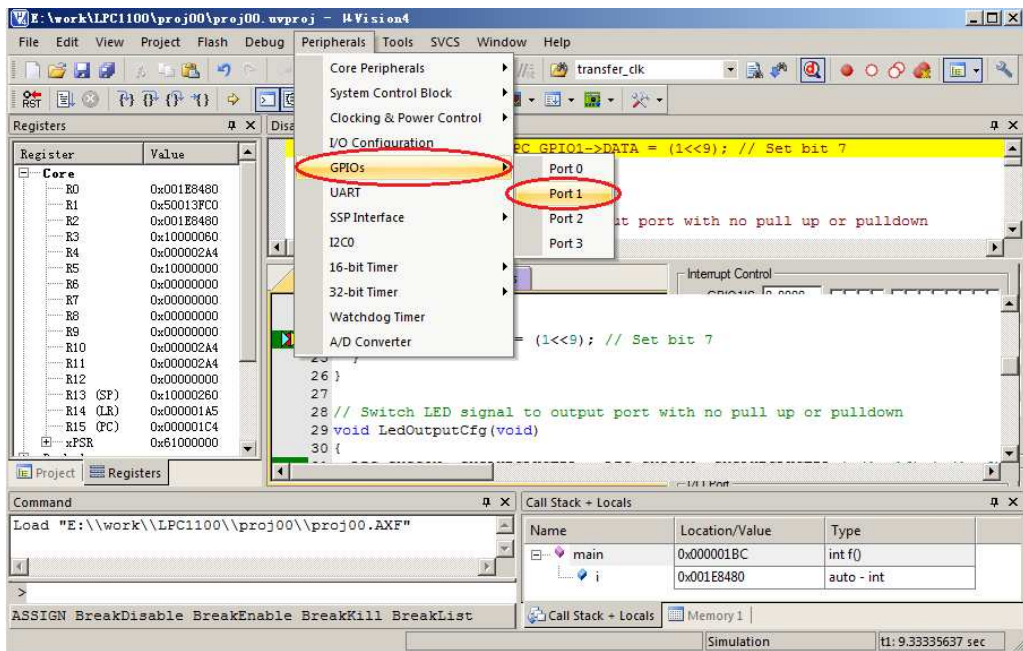 E:\work\LPC1100\proj00\proj00.uvproj - µVision4
File Edit View Project Flash Debug Peripherals Tools SVCS Window Help
transfer_clk
RST
Registers
Disa
Register Value
Core
R0 0x001E8480
R1 0x50013FC0
R2 0x001E8480
R3 0x10000060
R4 0x000002A4
R5 0x10000000
R6 0x00000000
R7 0x00000000
R8 0x00000000
R9 0x00000000
R10 0x000002A4
R11 0x000002A4
R12 0x00000000
R13 (SP) 0x10000260
R14 (LR) 0x000001A5
R15 (PC) 0x000001C4
xPSR 0x61000000
Project Registers
Core Peripherals
System Control Block
Clocking & Power Control
I/O Configuration
GPIOs
UART
SSP Interface
I2C0
16-bit Timer
32-bit Timer
Watchdog Timer
A/D Converter
Port 0
Port 1
Port 2
Port 3
PC_GPIO1->DATA = (1<<9); // Set bit 7
ut port with no pull up or pulldown
Interrupt Control
= (1<<9); // Set bit 7
25 }
26 }
27
28 // Switch LED signal to output port with no pull up or pulldown
29 void LedOutputCfg(void)
30 {
Command
Load "E:\\work\\LPC1100\\proj00\\proj00.AXF"
>
ASSIGN BreakDisable BreakEnable BreakKill BreakList
Call Stack + Locals
Name Location/Value Type
main 0x000001BC int f()
i 0x001E8480 auto - int
Call Stack + Locals Memory 1
Simulation t1: 9.33335637 sec